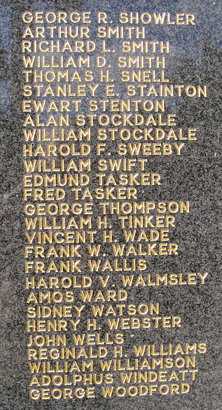 GEORGE R. SHOWLER
ARTHUR SMITH
RICHARD L. SMITH
WILLIAM D. SMITH
THOMAS H. SNELL
STANLEY E. STAINTON
EWART STENTON
ALAN STOCKDALE
WILLIAM STOCKDALE
HAROLD F. SWEEBY
WILLIAM SWIFT
EDMUND TASKER
FRED TASKER
GEORGE THOMPSON
WILLIAM H. TINKER
VINCENT H. WADE
FRANK W. WALKER
FRANK WALLIS
HAROLD V. WALMSLEY
AMOS WARD
SIDNEY WATSON
HENRY H. WEBSTER
JOHN WELLS
REGINALD H. WILLIAMS
WILLIAM WILLIAMSON
ADOLPHUS WINDEATT
GEORGE WOODFORD